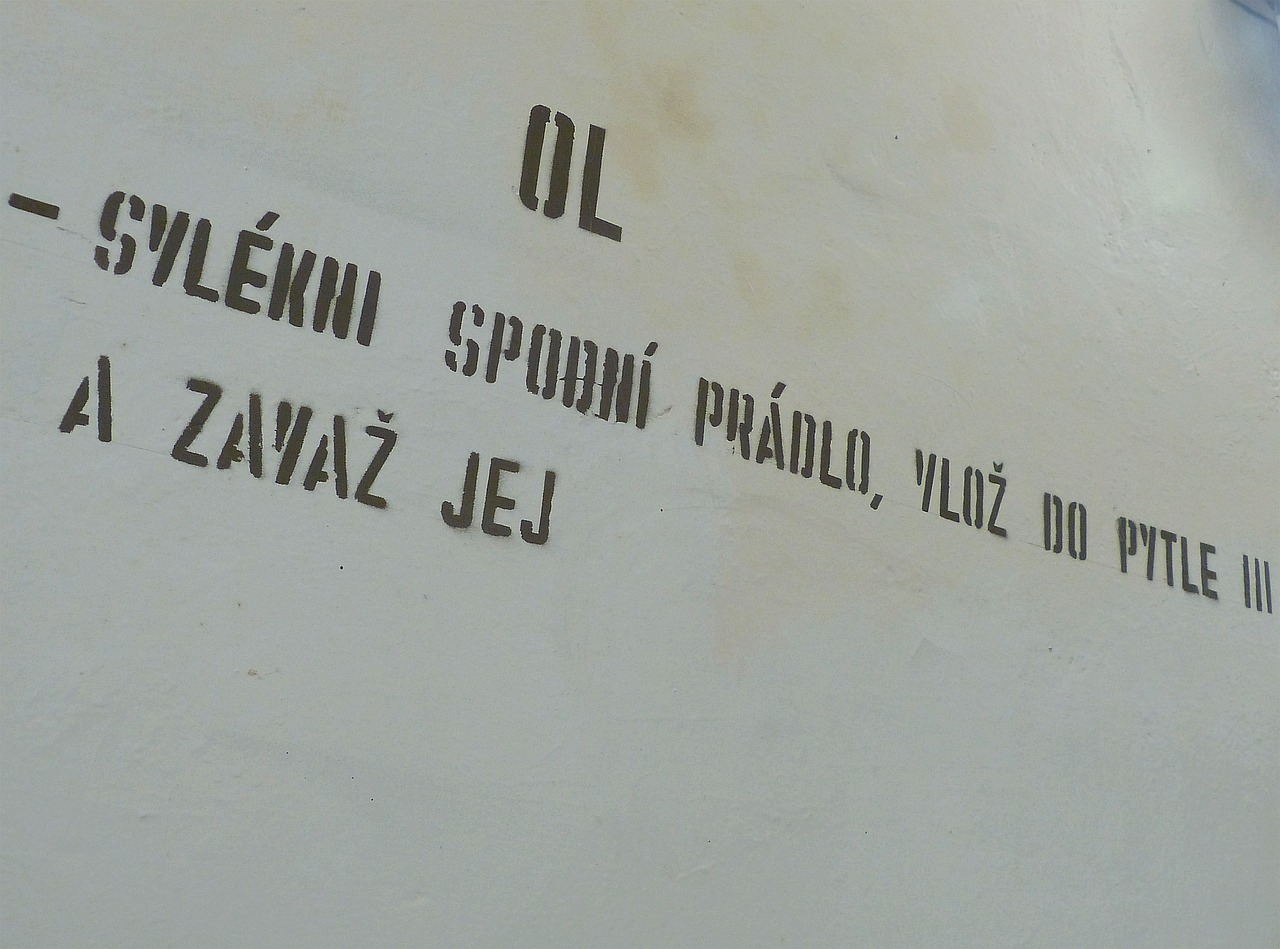 OL
– SVLÉKNI SPODNÍ PRÁDLO, VLOŽ DO PYTLE III
A ZAVAŽ JEJ